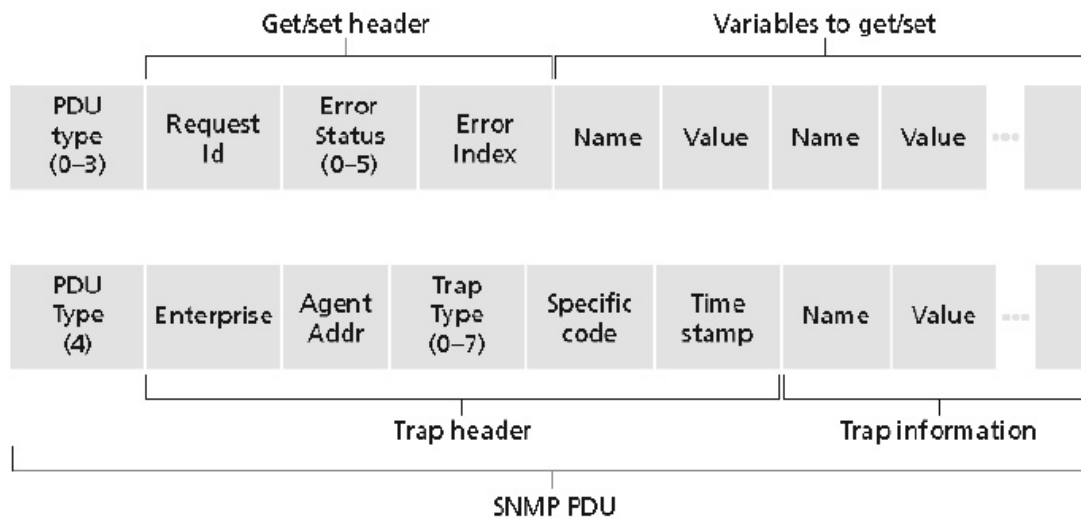 Get/set header Variables to get/set
PDU type (0–3) Request Id Error Status (0–5) Error Index Name Value Name Value ...
PDU Type (4) Enterprise Agent Addr Trap Type (0–7) Specific code Time stamp Name Value ...
Trap header Trap information
SNMP PDU